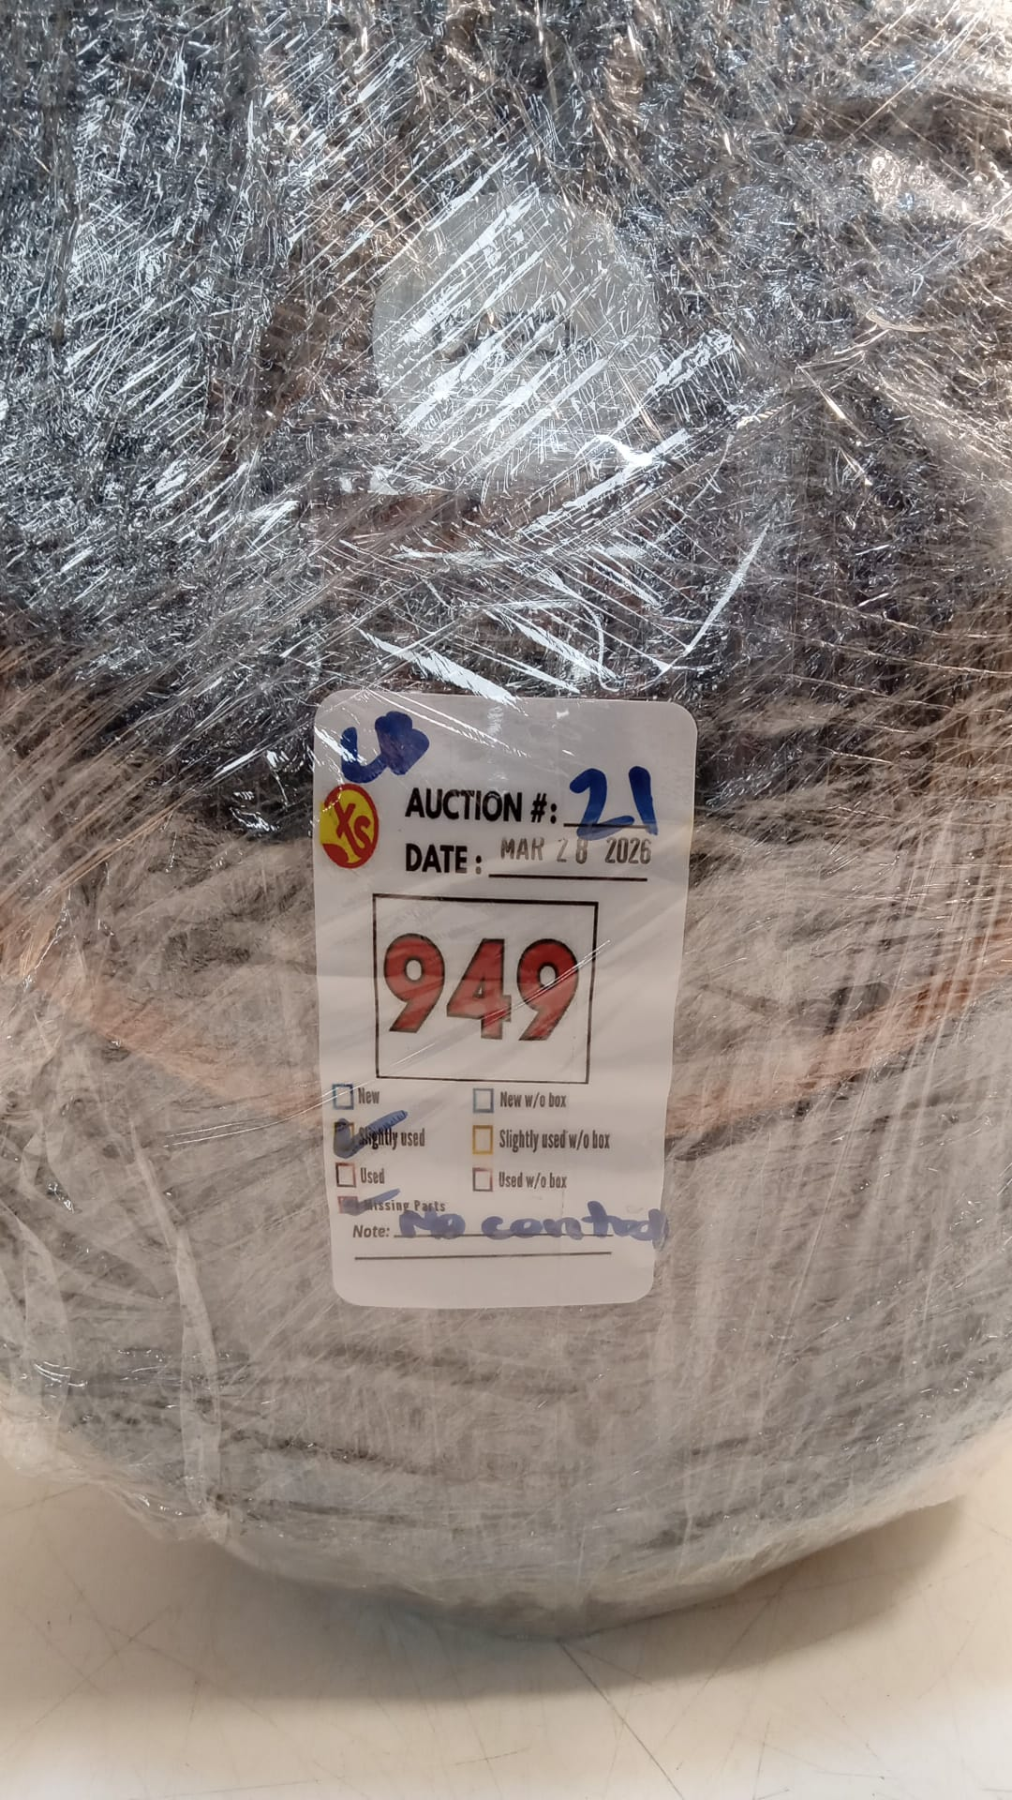 XS
AUCTION #: 21
DATE: MAR 28 2026
949
New
New w/o box
Slightly used
Slightly used w/o box
Used
Used w/o box
Missing Parts
Note: No control